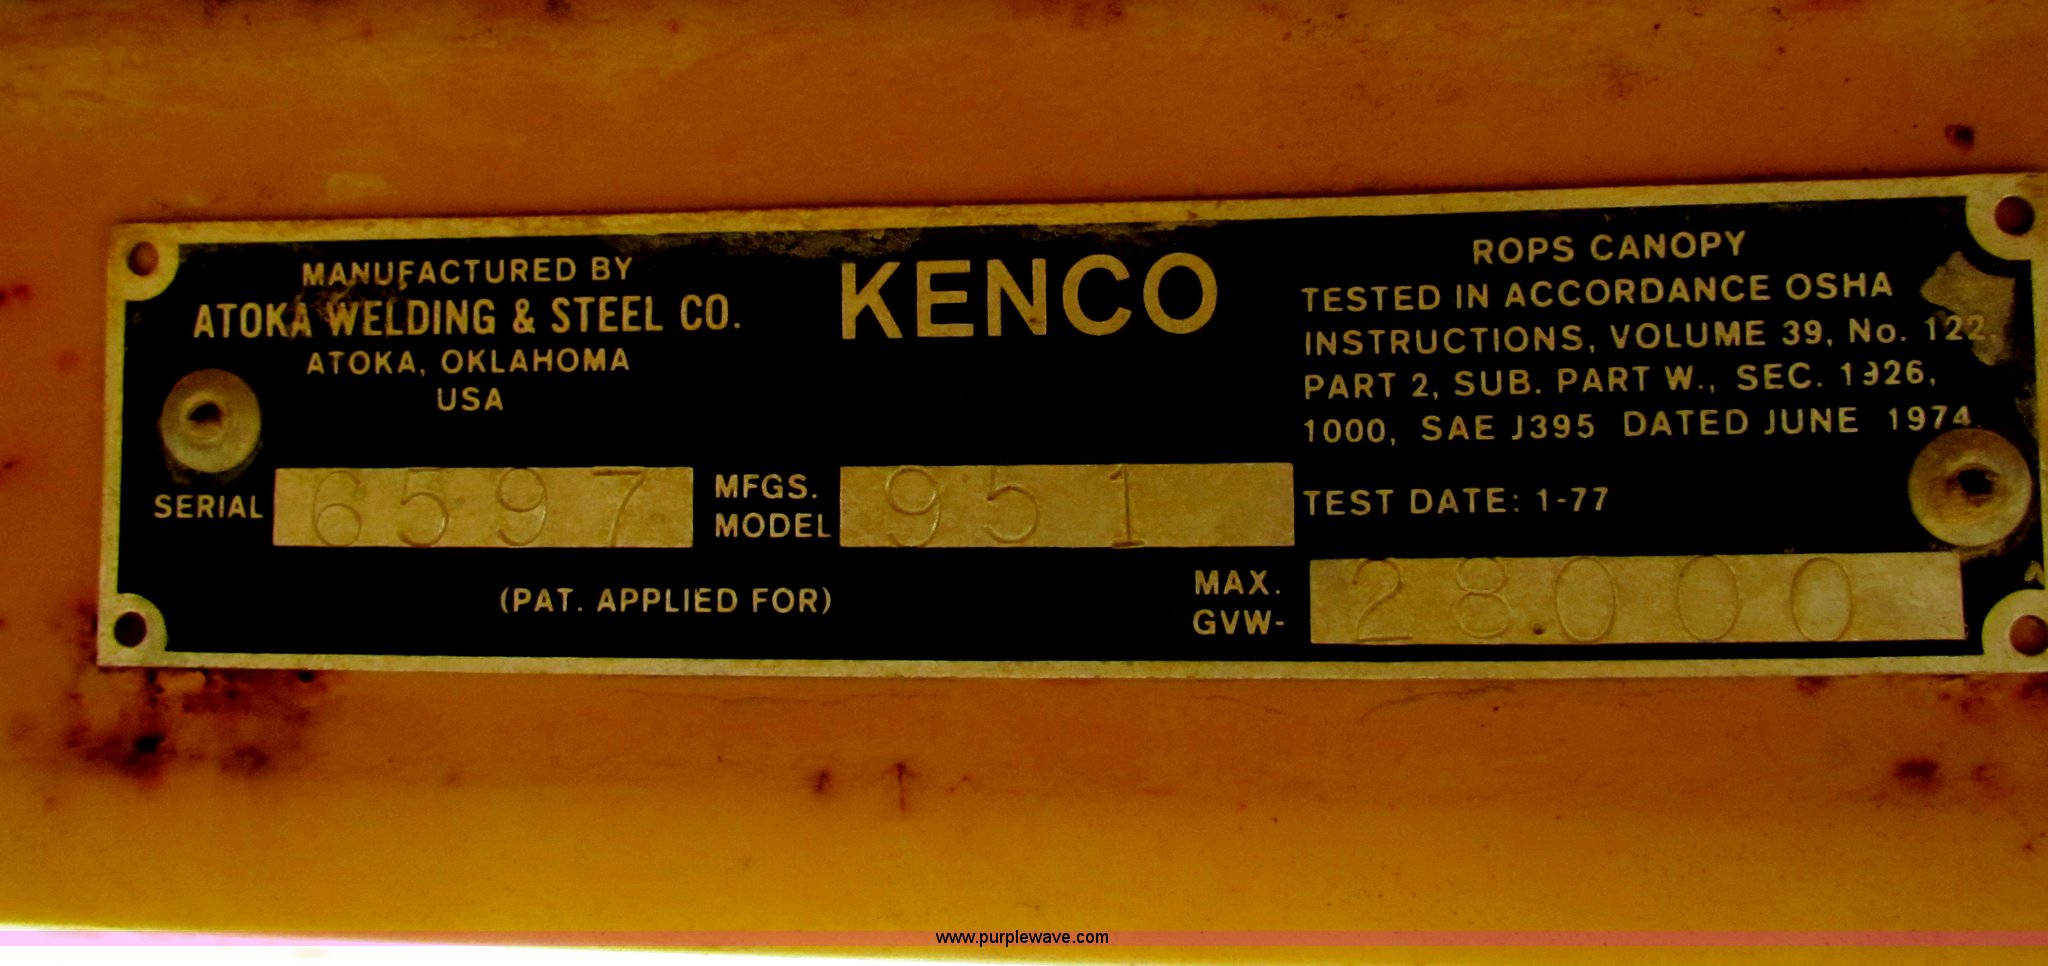 MANUFACTURED BY
ATOKA WELDING & STEEL CO.
ATOKA, OKLAHOMA
USA
KENCO
ROPS CANOPY
TESTED IN ACCORDANCE OSHA
INSTRUCTIONS, VOLUME 39, No. 122,
PART 2, SUB. PART W., SEC. 1926,
1000, SAE J395 DATED JUNE 1974
SERIAL 6597
MFGS. MODEL 951
TEST DATE: 1-77
(PAT. APPLIED FOR)
MAX. GVW- 28.000
www.purplewave.com